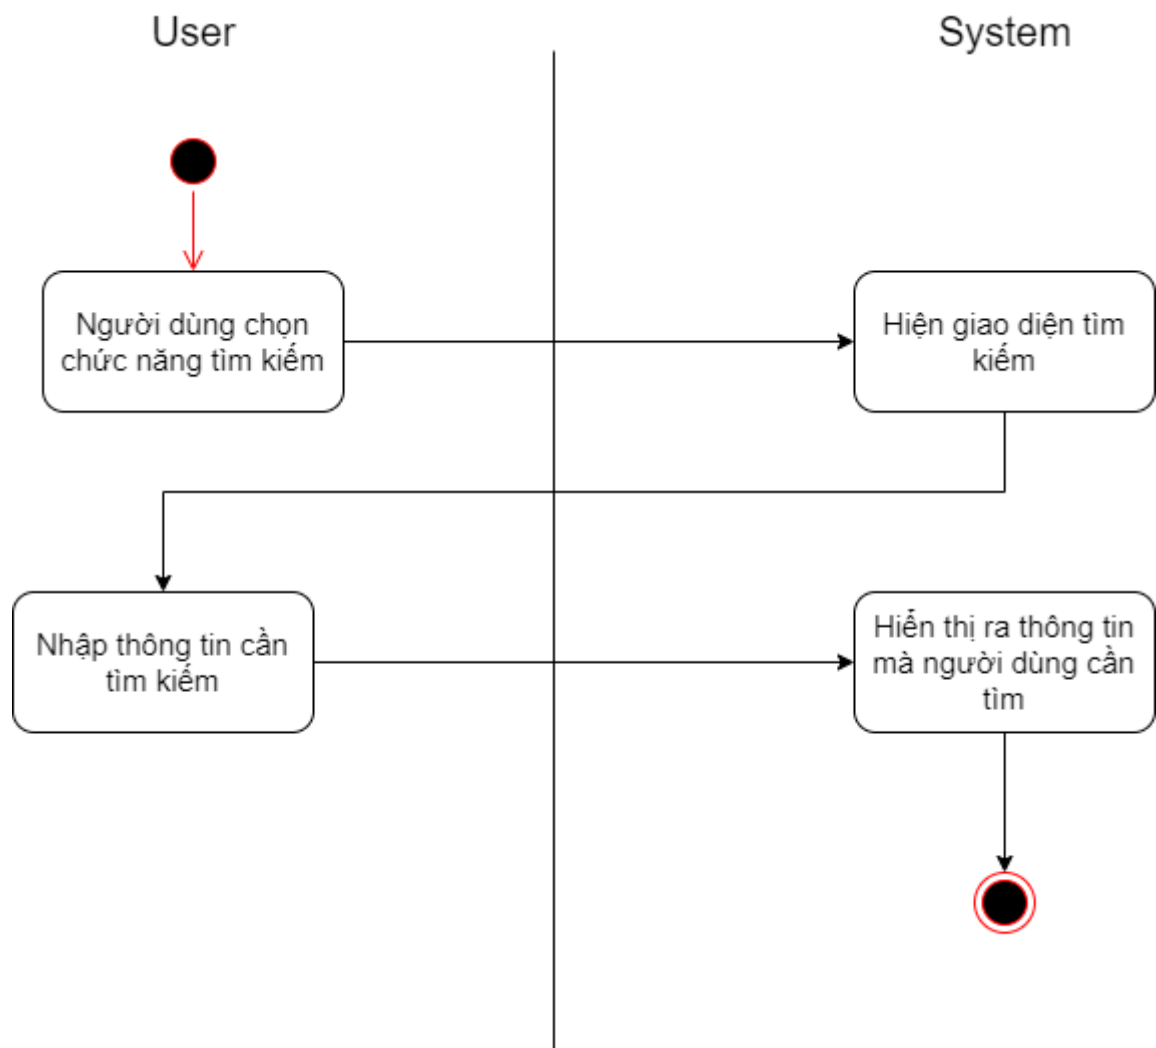 User
System
Người dùng chọn
chức năng tìm kiếm
Hiện giao diện tìm
kiếm
Nhập thông tin cần
tìm kiếm
Hiển thị ra thông tin
mà người dùng cần
tìm